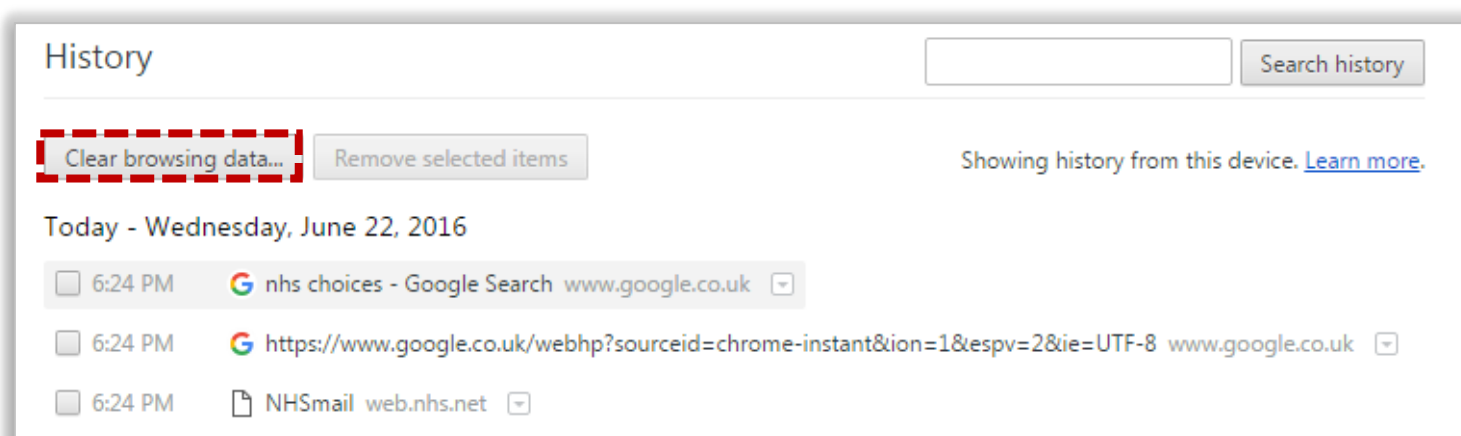 History
Search history
Clear browsing data...
Remove selected items
Showing history from this device. Learn more.
Today - Wednesday, June 22, 2016
6:24 PM nhs choices - Google Search www.google.co.uk
6:24 PM https://www.google.co.uk/webhp?sourceid=chrome-instant&ion=1&espv=2&ie=UTF-8 www.google.co.uk
6:24 PM NHSmail web.nhs.net